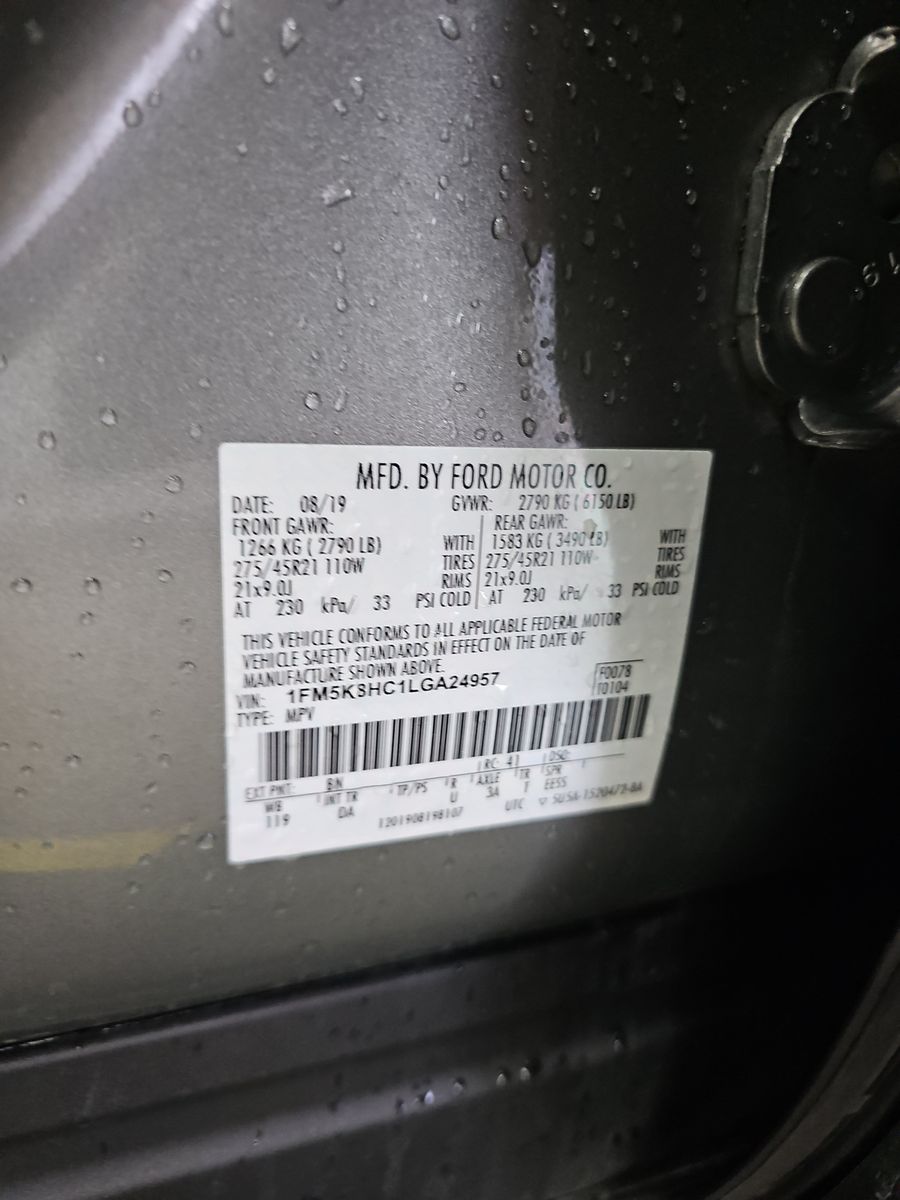 MFD. BY FORD MOTOR CO.
DATE: 08/19 GVWR: 2790 KG ( 6150 LB)
FRONT GAWR: REAR GAWR:
1266 KG ( 2790 LB) WITH 1583 KG ( 3490 LB) WITH
275/45R21 110W TIRES 275/45R21 110W TIRES
21x9.0J RIMS 21x9.0J RIMS
AT 230 kPa/ 33 PSI COLD AT 230 kPa/ 33 PSI COLD
THIS VEHICLE CONFORMS TO ALL APPLICABLE FEDERAL MOTOR
VEHICLE SAFETY STANDARDS IN EFFECT ON THE DATE OF
MANUFACTURE SHOWN ABOVE.
VIN: 1FM5K8HC1LGA24957 F0078
TYPE: MPV T0104
EXT PNT: BN RC: 41 DSO:
WB INT TR TP/PS R AXLE TR SPR
119 DA U 3A T EESS
1201908198107 UTC